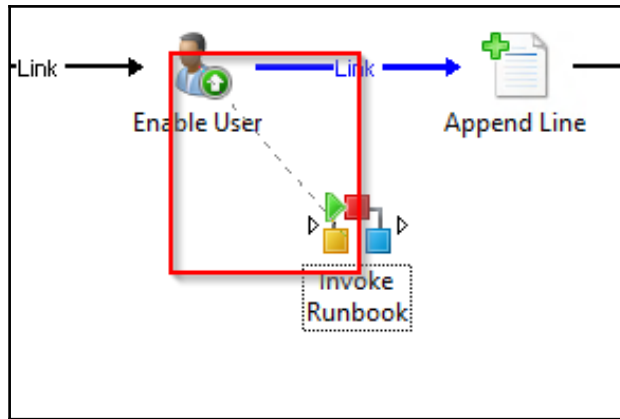 Link
Link
Enable User
Append Line
Invoke
Runbook